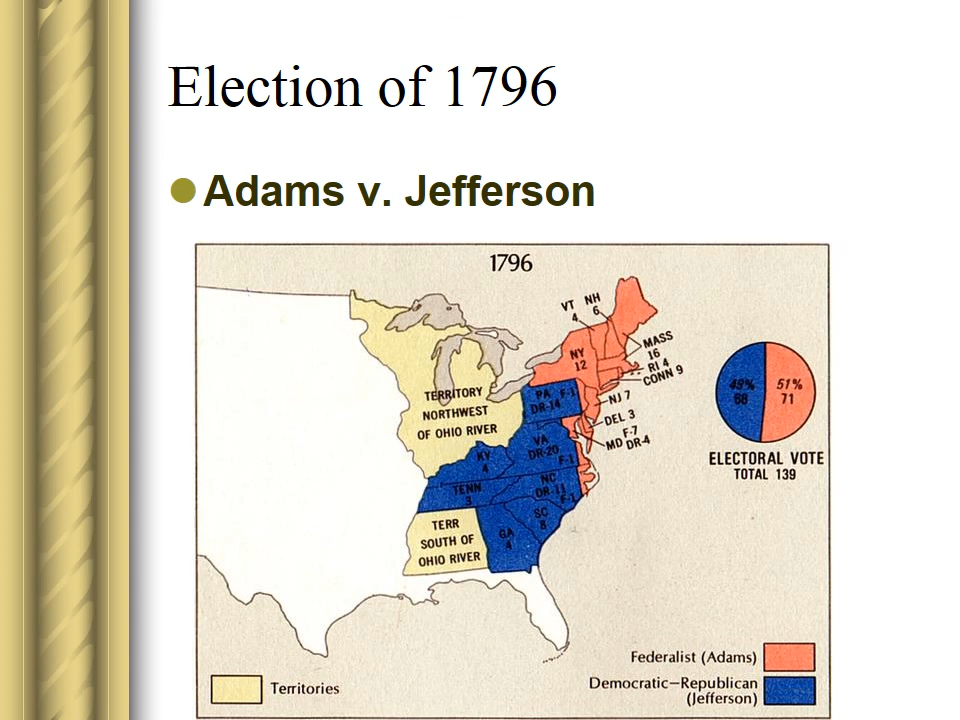 Election of 1796
Adams v. Jefferson
1796
VT
4
NH
6
MASS
16
RI 4
CONN 9
NY
12
NJ 7
DEL 3
MD F-7
DR-4
PA F-1
DR-14
VA
DR-20
F-1
KY
4
NC
DR-11
F-1
TENN
3
SC
8
GA
4
TERRITORY
NORTHWEST
OF OHIO RIVER
TERR
SOUTH OF
OHIO RIVER
49%
68
51%
71
ELECTORAL VOTE
TOTAL 139
Federalist (Adams)
Democratic–Republican
(Jefferson)
Territories